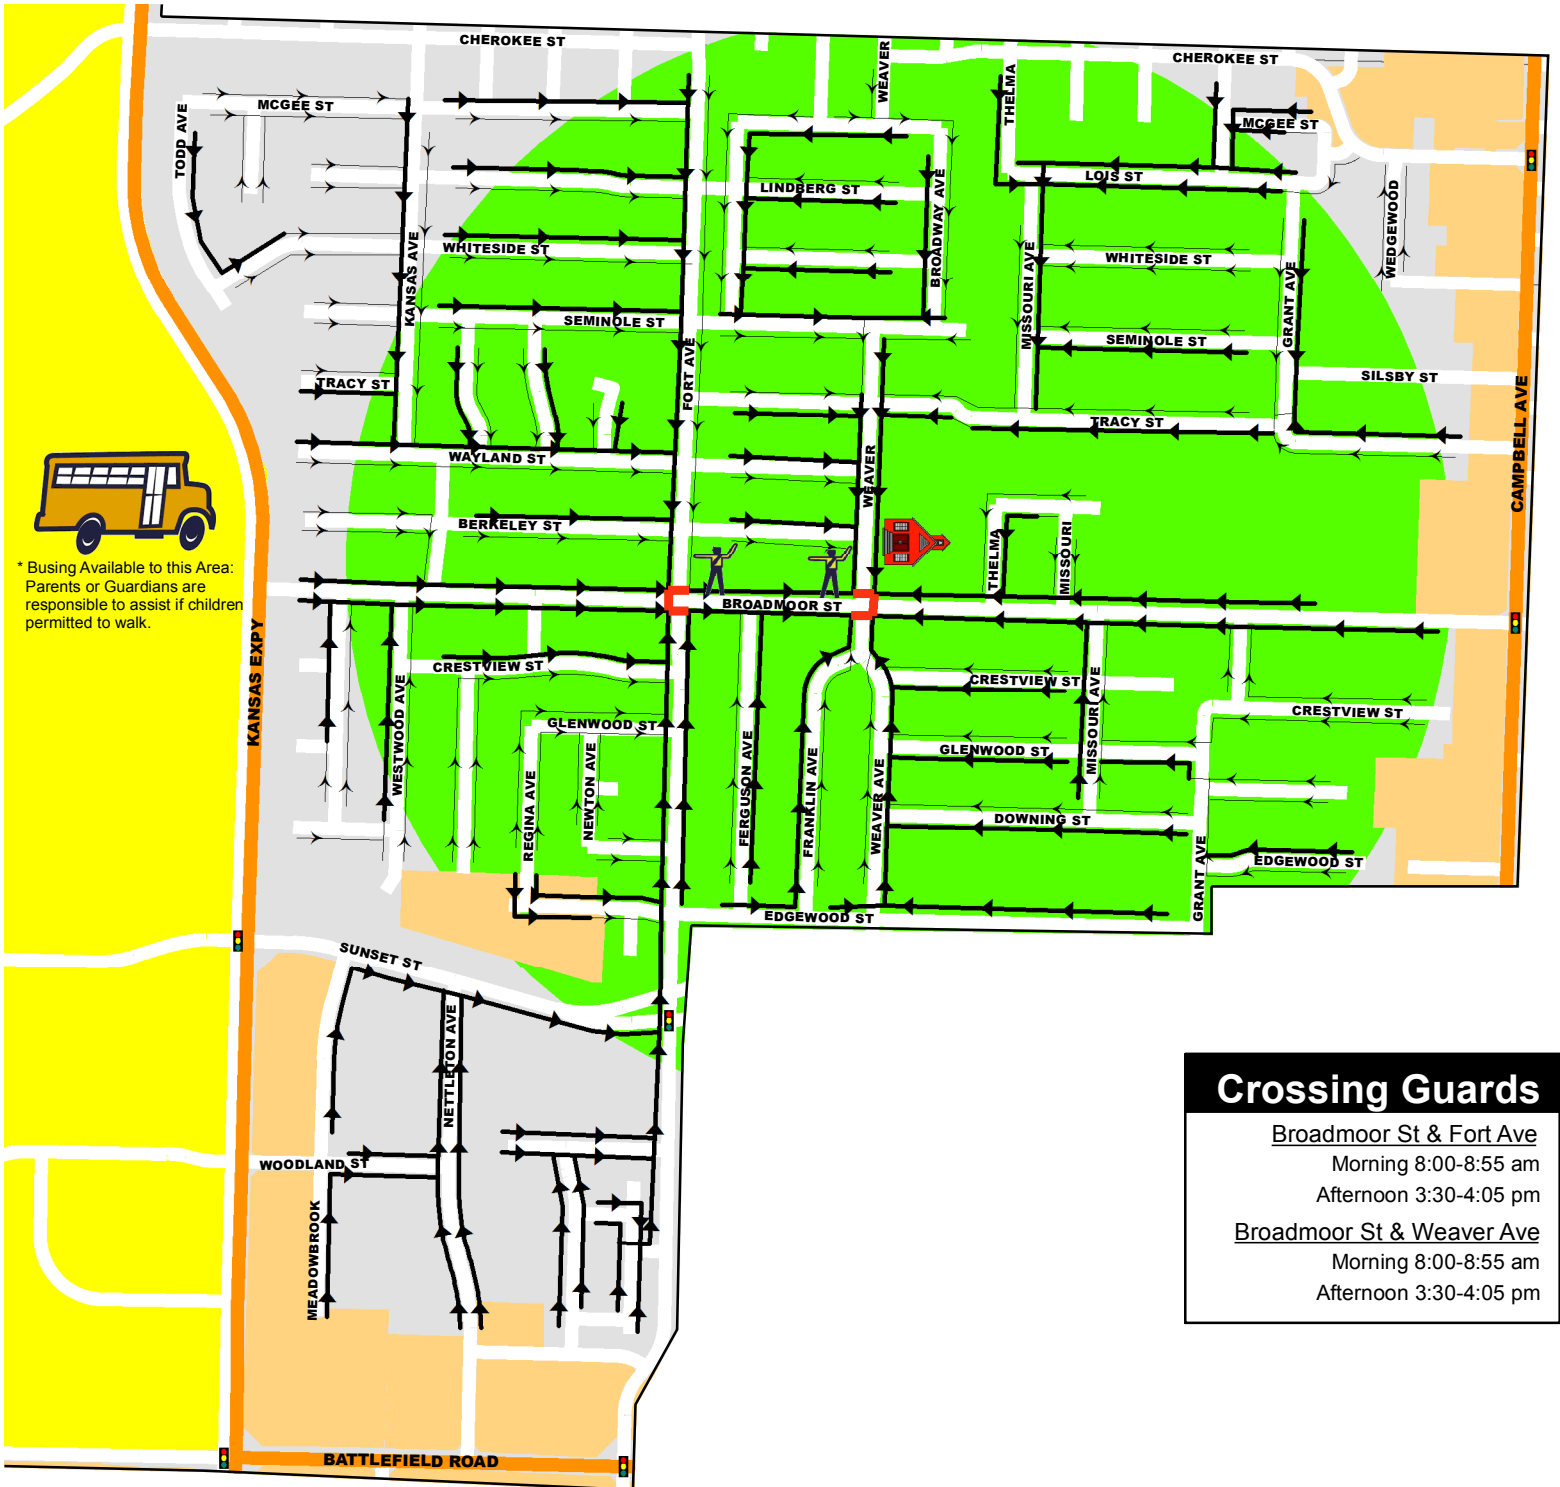 CHEROKEE ST
CHEROKEE ST
WEAVER
THELMA
TODD AVE
MCGEE ST
MCGEE ST
LINDBERG ST
LOIS ST
BROADWAY AVE
WEDGEWOOD
KANSAS AVE
WHITESIDE ST
WHITESIDE ST
MISSOURI AVE
GRANT AVE
SEMINOLE ST
SEMINOLE ST
FORT AVE
TRACY ST
SILSBY ST
CAMPBELL AVE
TRACY ST
WAYLAND ST
WEAVER
BERKELEY ST
THELMA
MISSOURI
* Busing Available to this Area:
Parents or Guardians are
responsible to assist if children
permitted to walk.
BROADMOOR ST
KANSAS EXPY
CRESTVIEW ST
CRESTVIEW ST
WESTWOOD AVE
MISSOURI AVE
CRESTVIEW ST
GLENWOOD ST
GLENWOOD ST
REGINA AVE
NEWTON AVE
FERGUSON AVE
FRANKLIN AVE
WEAVER AVE
DOWNING ST
EDGEWOOD ST
GRANT AVE
EDGEWOOD ST
SUNSET ST
NETTLETON AVE
WOODLAND ST
MEADOWBROOK
BATTLEFIELD ROAD
Crossing Guards
Broadmoor St & Fort Ave
Morning 8:00-8:55 am
Afternoon 3:30-4:05 pm
Broadmoor St & Weaver Ave
Morning 8:00-8:55 am
Afternoon 3:30-4:05 pm